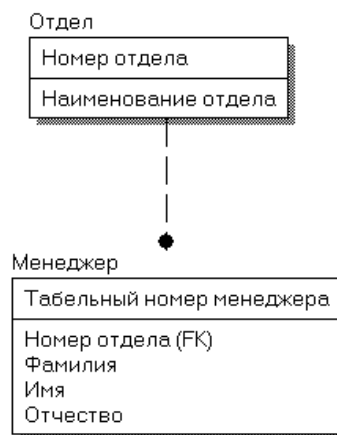 Отдел
Номер отдела
Наименование отдела
Менеджер
Табельный номер менеджера
Номер отдела (FK)
Фамилия
Имя
Отчество